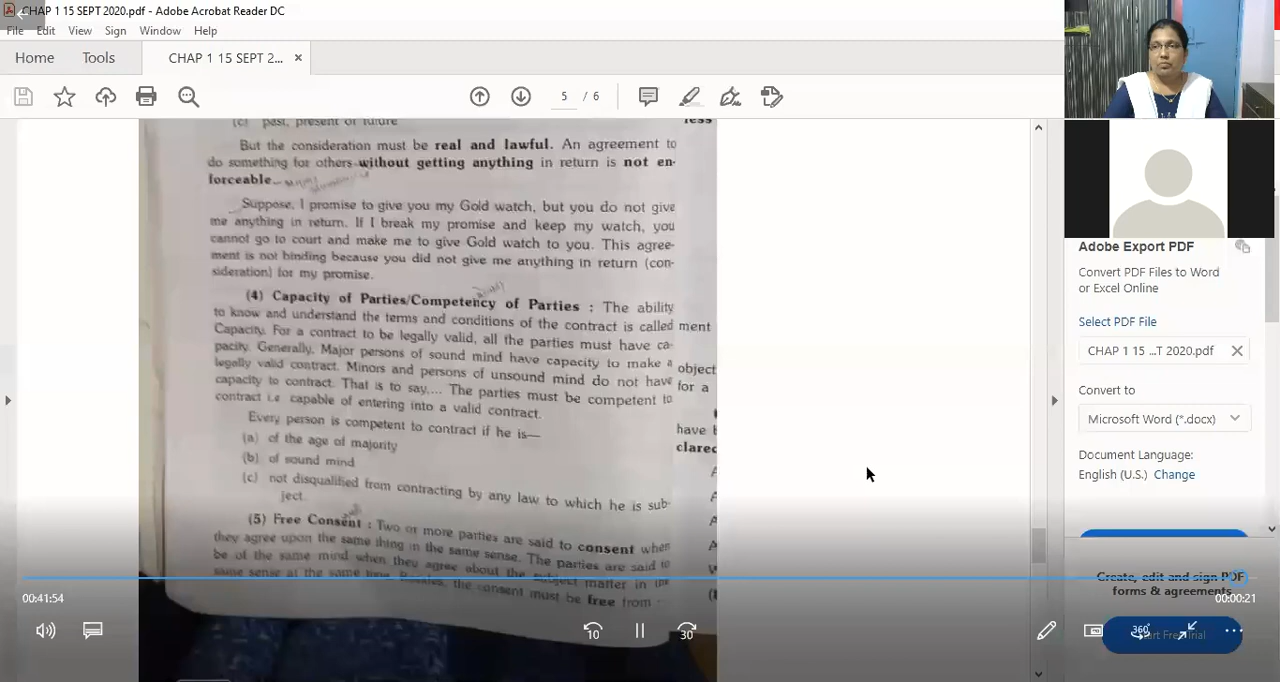 CHAP 1 15 SEPT 2020.pdf - Adobe Acrobat Reader DC
File Edit View Sign Window Help
Home Tools CHAP 1 15 SEPT 2... ×
5 / 6
(c) past, present or future
less
But the consideration must be real and lawful. An agreement to
do something for others without getting anything in return is not en-
forceable.
Suppose, I promise to give you my Gold watch, but you do not give
me anything in return. If I break my promise and keep my watch, you
cannot go to court and make me to give Gold watch to you. This agree-
ment is not binding because you did not give me anything in return (con-
sideration) for my promise.
(4) Capacity of Parties/Competency of Parties : The ability
to know and understand the terms and conditions of the contract is called
Capacity. For a contract to be legally valid, all the parties must have ca-
pacity. Generally, Major persons of sound mind have capacity to make a
legally valid contract. Minors and persons of unsound mind do not have
capacity to contract. That is to say.... The parties must be competent to
contract i.e capable of entering into a valid contract.
Every person is competent to contract if he is—
(a) of the age of majority
(b) of sound mind
(c) not disqualified from contracting by any law to which he is sub-
ject.
(5) Free Consent : Two or more parties are said to consent when
they agree upon the same thing in the same sense. The parties are said to
be of the same mind when they agree about the subject matter in the
same sense at the same time. Besides, the consent must be free from
ment
object
for a
have
clared
Adobe Export PDF
Convert PDF Files to Word
or Excel Online
Select PDF File
CHAP 1 15 ...T 2020.pdf
Convert to
Microsoft Word (*.docx)
Document Language:
English (U.S.) Change
Create, edit and sign PDF
forms & agreements
Start Free Trial
00:41:54
00:00:21
10
30
360°